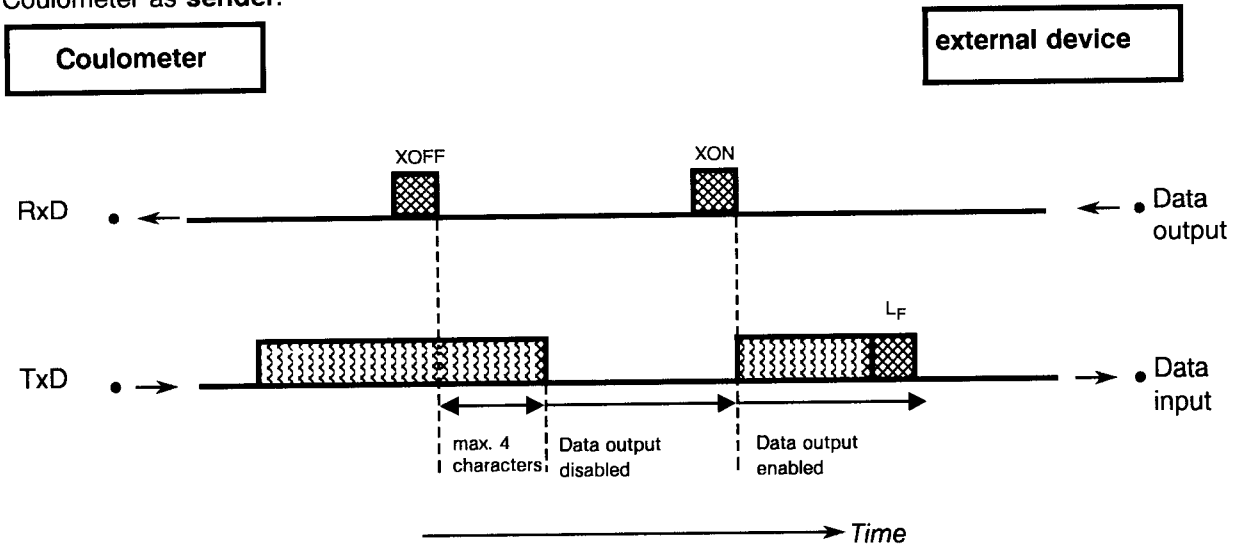 Coulometer as sender:
Coulometer
external device
XOFF
XON
RxD
Data
output
LF
TxD
Data
input
max. 4
characters
Data output
disabled
Data output
enabled
Time